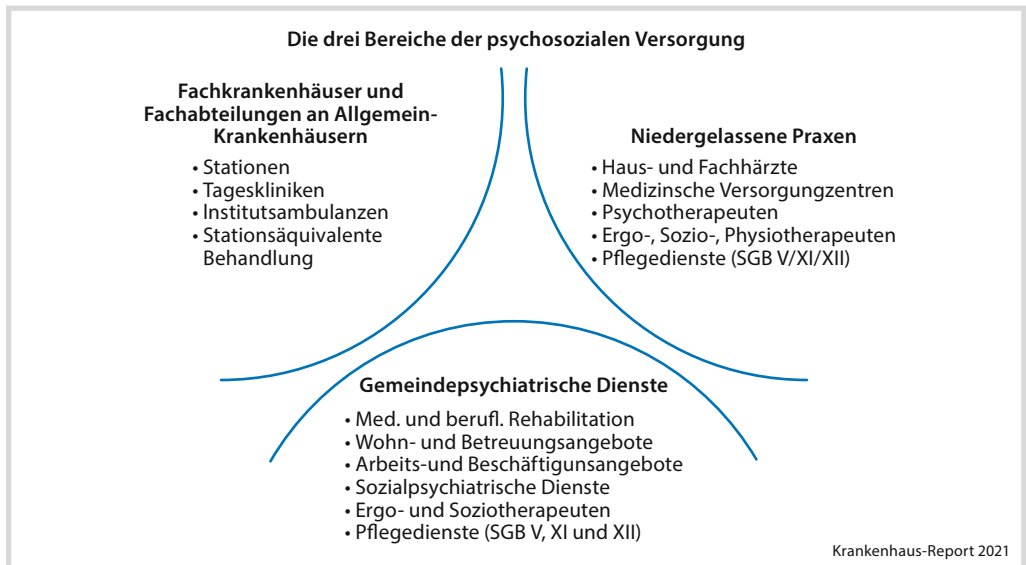 Die drei Bereiche der psychosozialen Versorgung
Fachkrankenhäuser und
Fachabteilungen an Allgemein-
Krankenhäusern
• Stationen
• Tageskliniken
• Institutsambulanzen
• Stationsäquivalente
Behandlung
Niedergelassene Praxen
• Haus- und Fachhärzte
• Medizinsche Versorgungzentren
• Psychotherapeuten
• Ergo-, Sozio-, Physiotherapeuten
• Pflegedienste (SGB V/XI/XII)
Gemeindepsychiatrische Dienste
• Med. und berufl. Rehabilitation
• Wohn- und Betreuungsangebote
• Arbeits-und Beschäftigunsangebote
• Sozialpsychiatrische Dienste
• Ergo- und Soziotherapeuten
• Pflegedienste (SGB V, XI und XII)
Krankenhaus-Report 2021